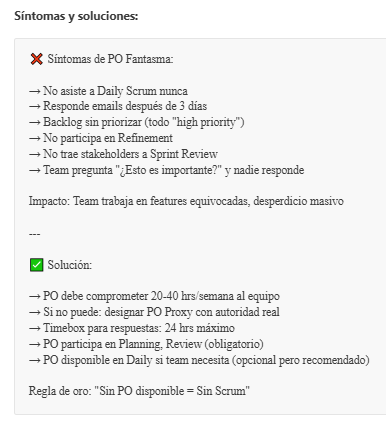 Síntomas y soluciones:
❌ Síntomas de PO Fantasma:
→ No asiste a Daily Scrum nunca
→ Responde emails después de 3 días
→ Backlog sin priorizar (todo "high priority")
→ No participa en Refinement
→ No trae stakeholders a Sprint Review
→ Team pregunta "¿Esto es importante?" y nadie responde
Impacto: Team trabaja en features equivocadas, desperdicio masivo
---
✅ Solución:
→ PO debe comprometer 20-40 hrs/semana al equipo
→ Si no puede: designar PO Proxy con autoridad real
→ Timebox para respuestas: 24 hrs máximo
→ PO participa en Planning, Review (obligatorio)
→ PO disponible en Daily si team necesita (opcional pero recomendado)
Regla de oro: "Sin PO disponible = Sin Scrum"